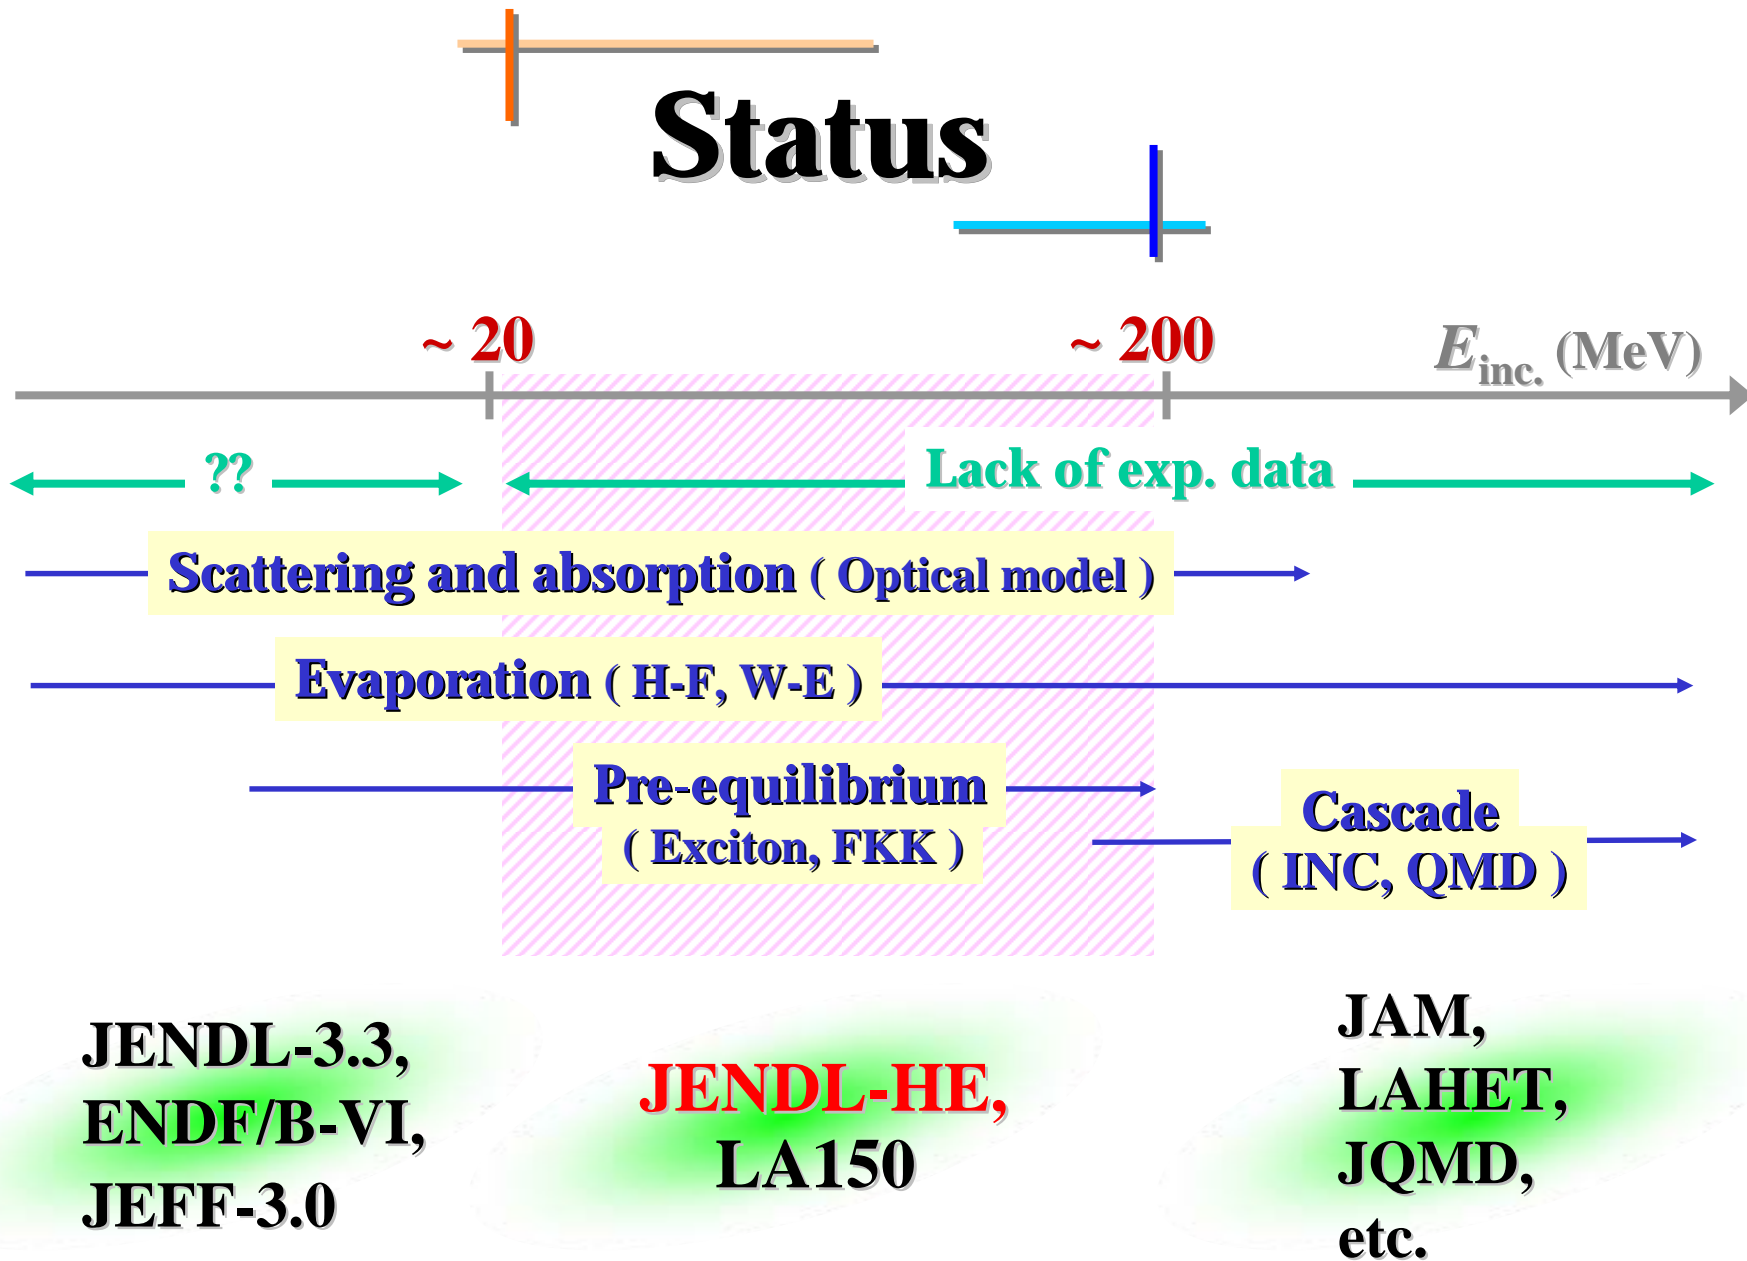 Status
~ 20
~ 200
E inc. (MeV)
??
Lack of exp. data
Scattering and absorption ( Optical model )
Evaporation ( H-F, W-E )
Pre-equilibrium
( Exciton, FKK )
Cascade
( INC, QMD )
JENDL-3.3,
ENDF/B-VI,
JEFF-3.0
JENDL-HE,
LA150
JAM,
LAHET,
JQMD,
etc.